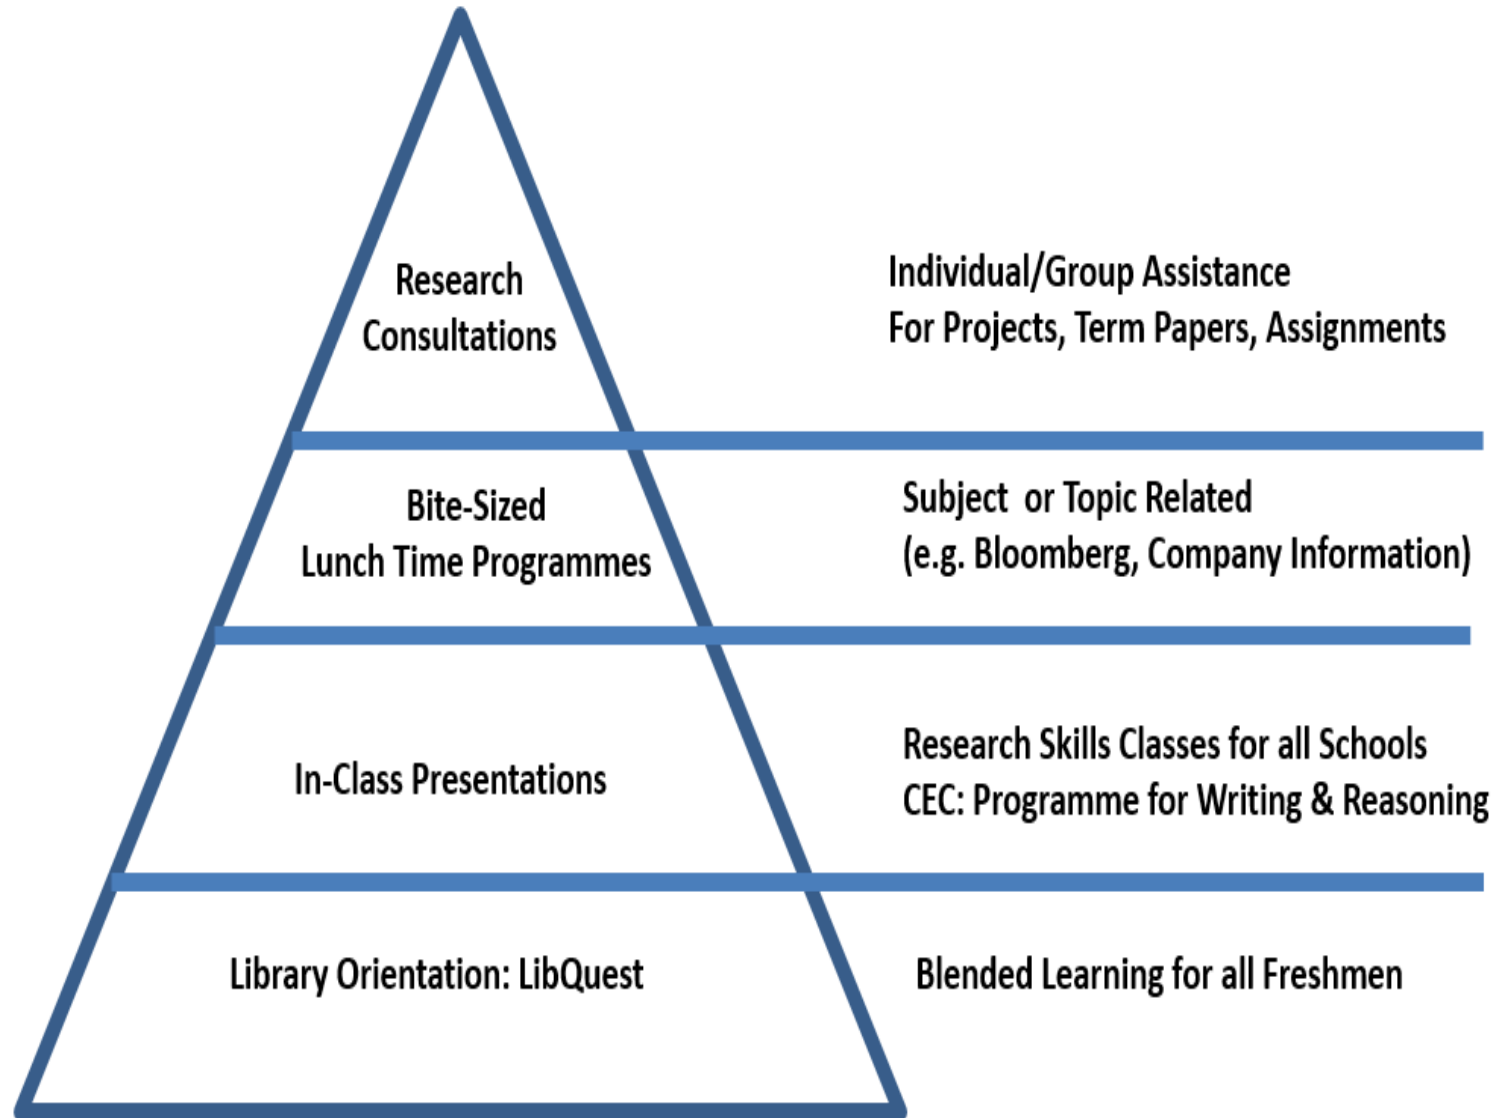 Research
Consultations
Individual/Group Assistance
For Projects, Term Papers, Assignments
Bite-Sized
Lunch Time Programmes
Subject  or Topic Related
(e.g. Bloomberg, Company Information)
In-Class Presentations
Research Skills Classes for all Schools
CEC: Programme for Writing & Reasoning
Library Orientation: LibQuest
Blended Learning for all Freshmen